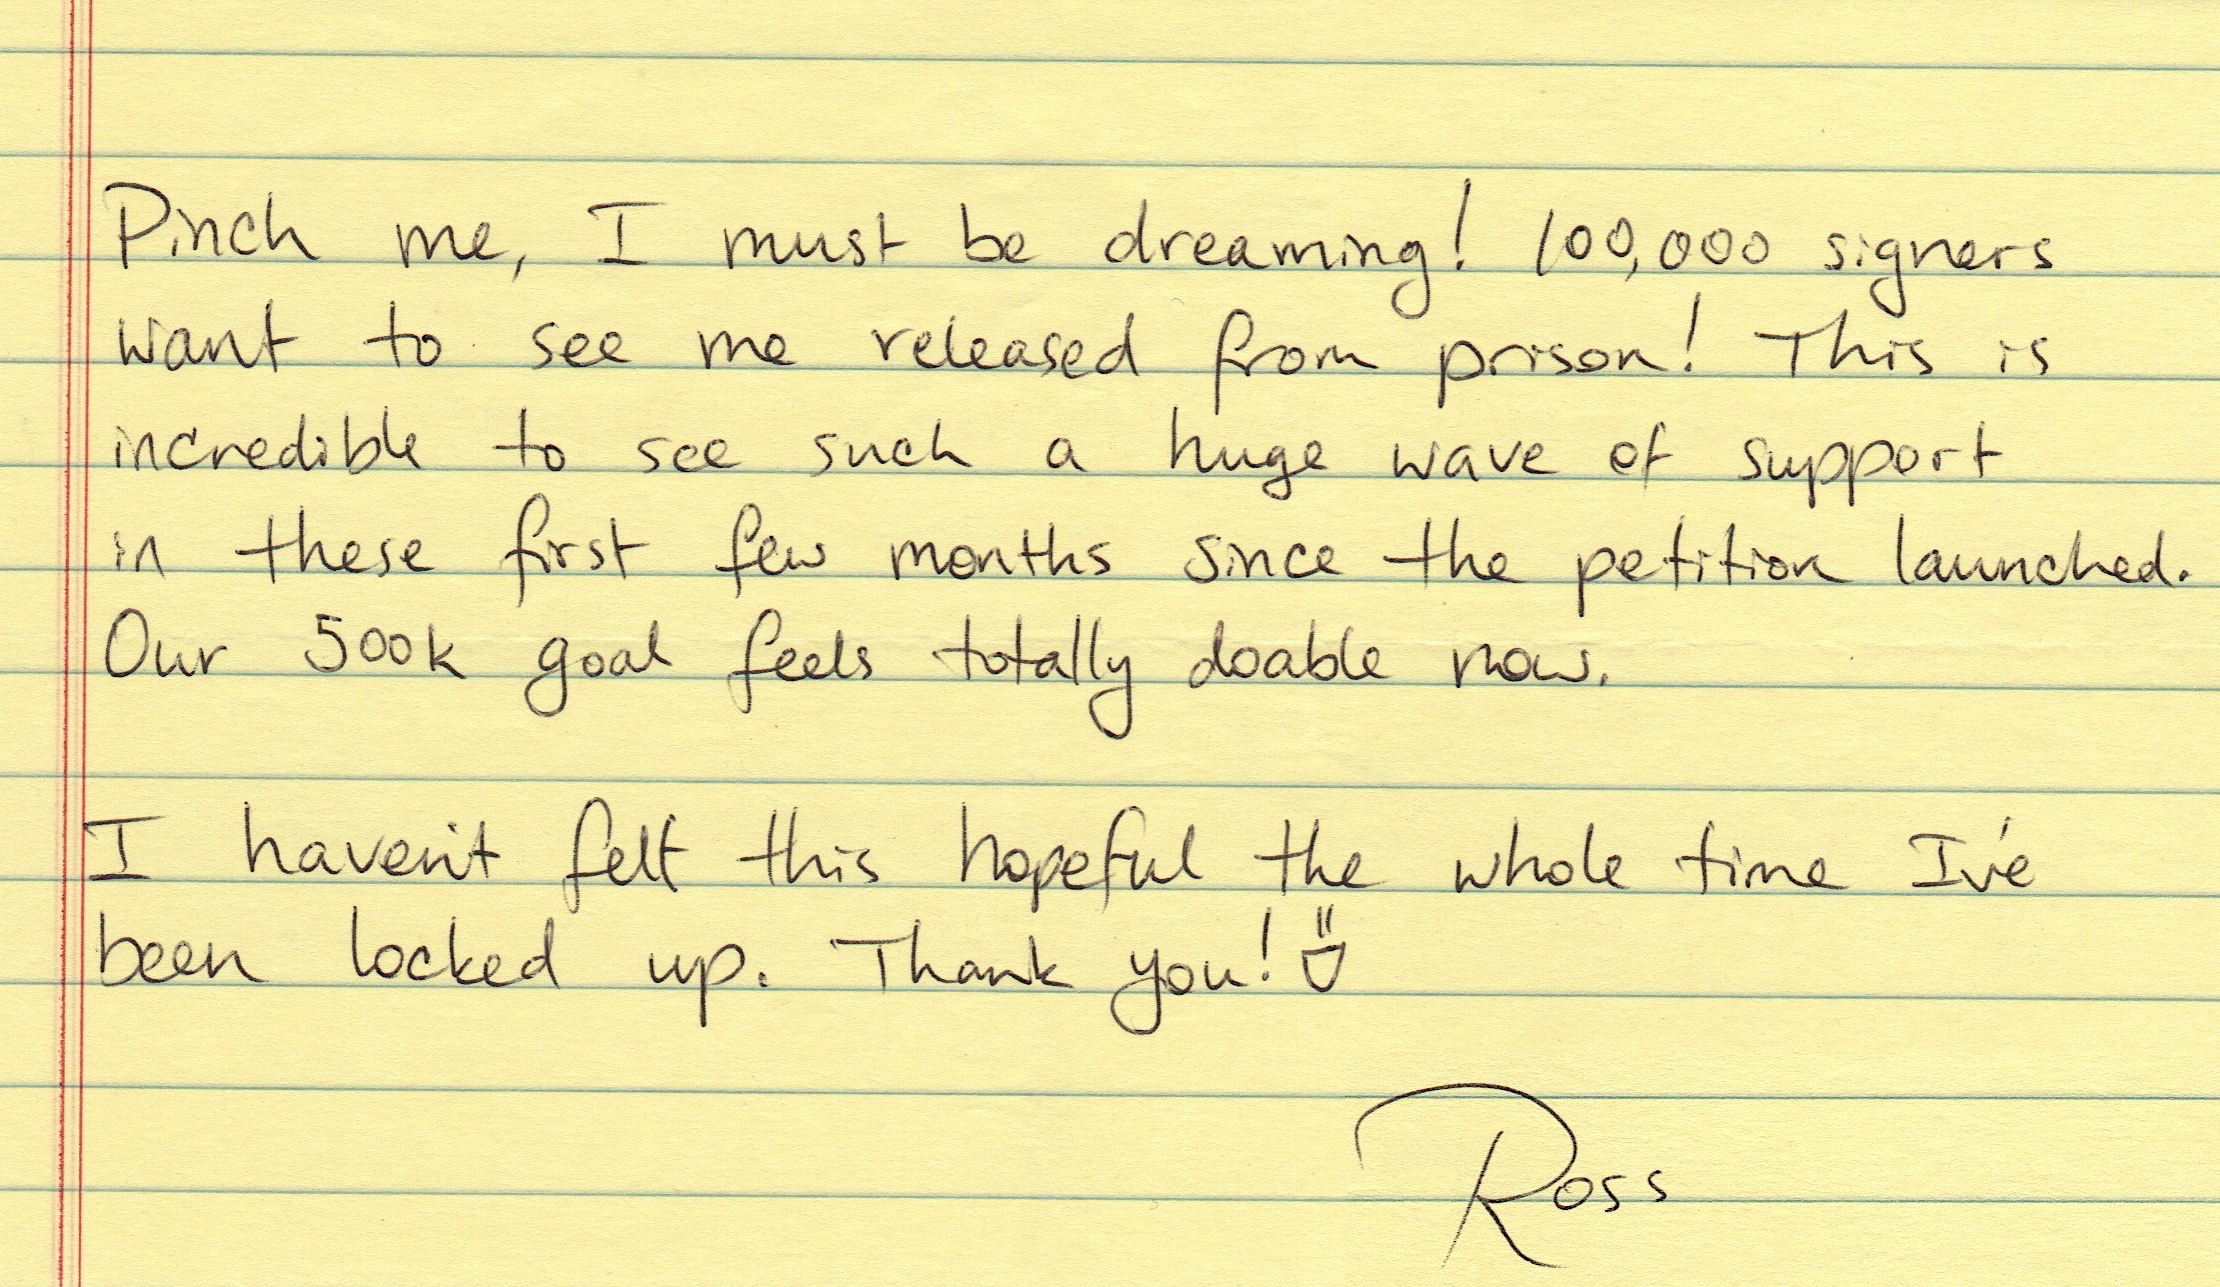 Pinch me, I must be dreaming! 100,000 signers
want to see me released from prison! This is
incredible to see such a huge wave of support
in these first few months since the petition launched.
Our 500k goal feels totally doable now.
I haven't felt this hopeful the whole time I've
been locked up. Thank you! :)
Ross